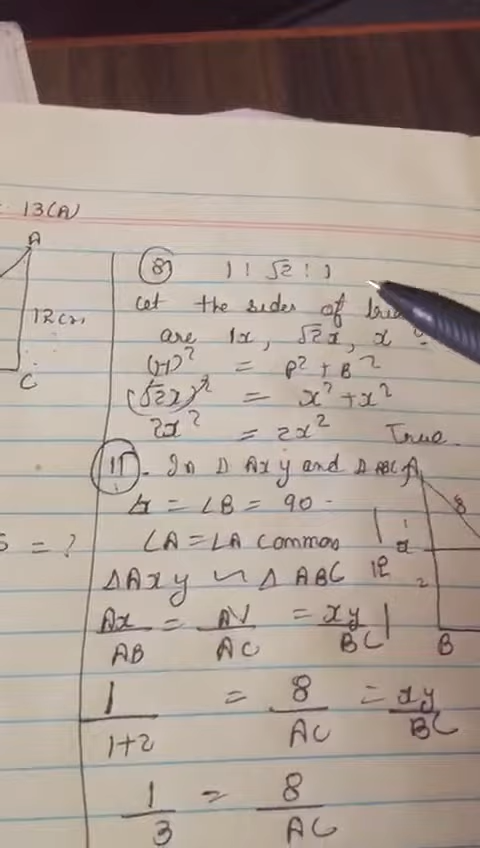 13(A)
A
12cm
C
5 = ?
(8) 1 : √2 : 1
Let the sides of
are 1x, √2x, x
(H)² = P² + B²
(√2x)² = x² + x²
2x² = 2x² True.
(11). In Δ AXY and Δ ABC
= ∠B = 90
∠A = ∠A common
ΔAXY ∽ Δ ABC
A
8
1
x
2
B
AX/AB = AY/AC = XY/BC
1/1+2 = 8/AC = XY/BC
1/3 = 8/AC